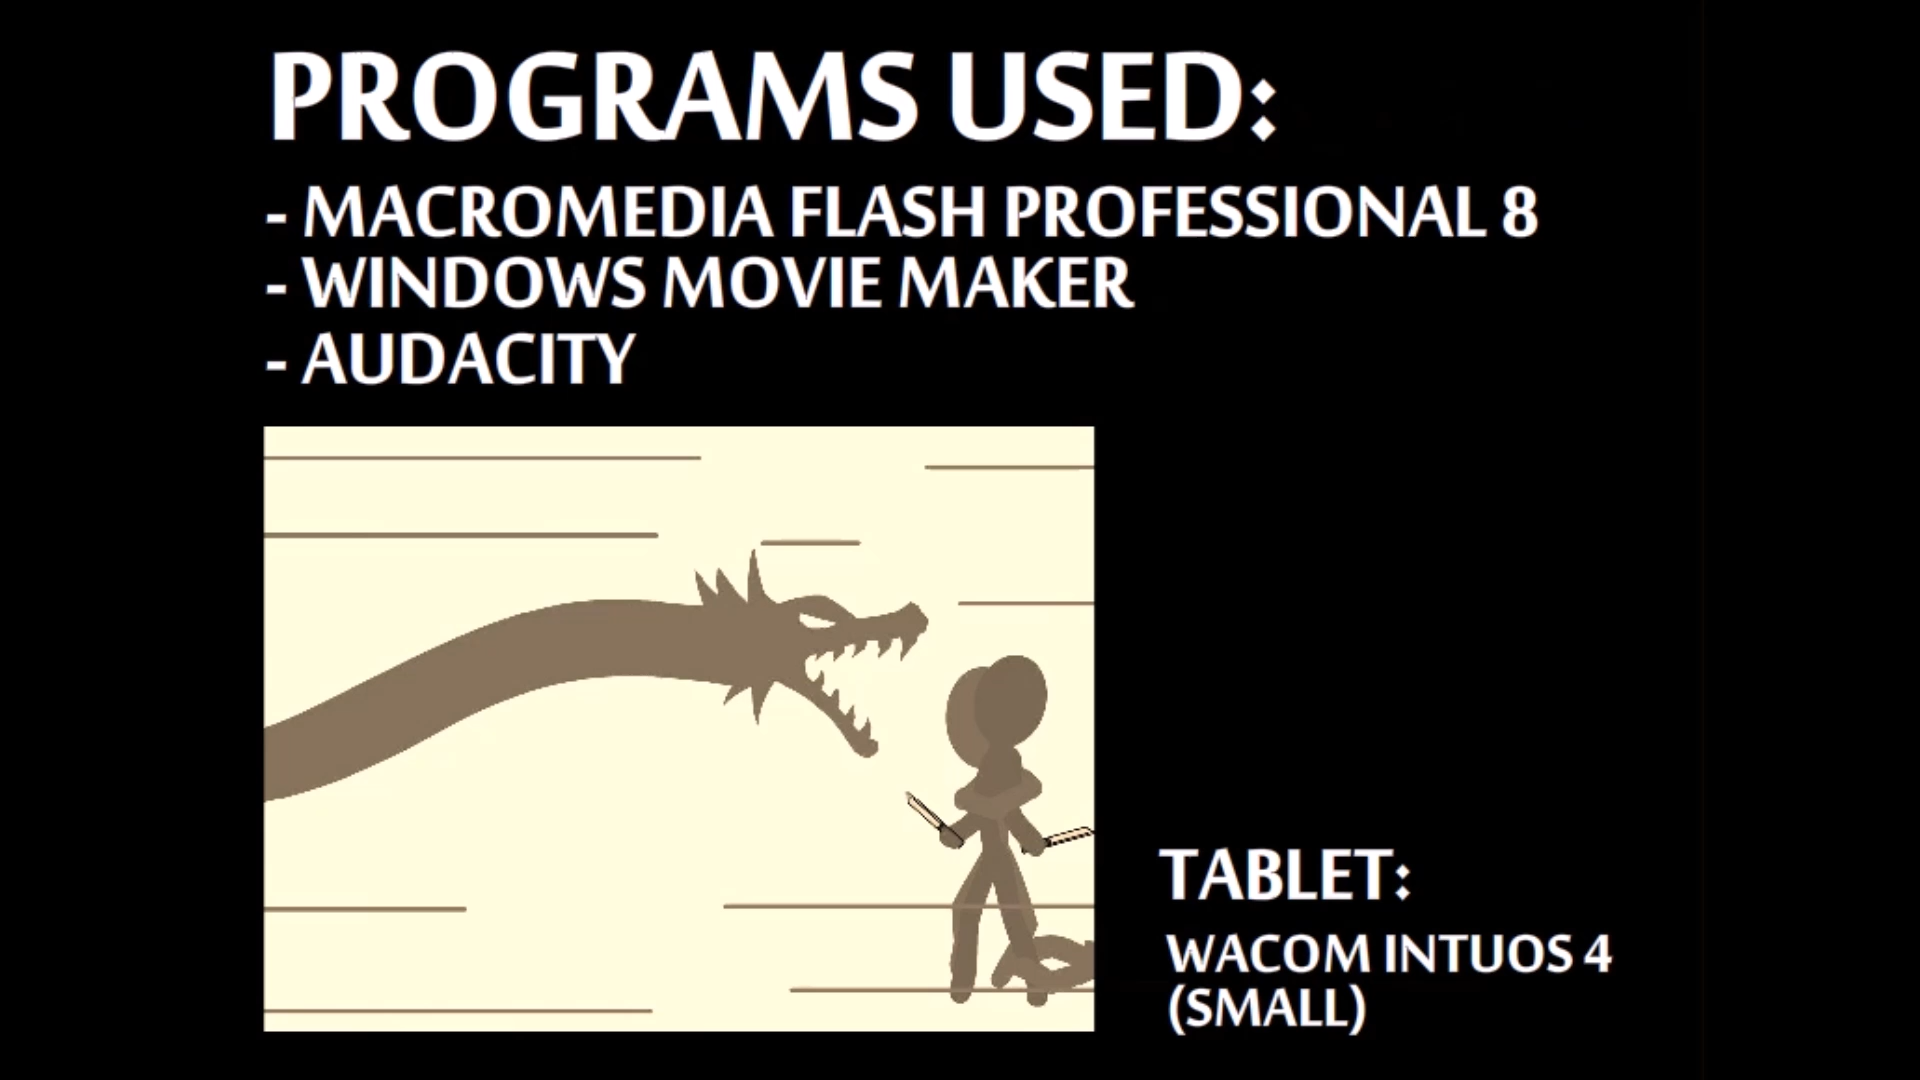 PROGRAMS USED:
- MACROMEDIA FLASH PROFESSIONAL 8
- WINDOWS MOVIE MAKER
- AUDACITY
TABLET:
WACOM INTUOS 4
(SMALL)